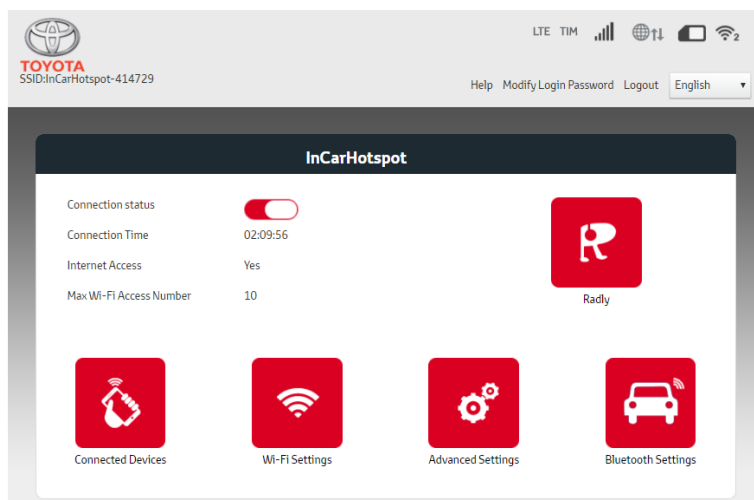 LTE TIM 2
TOYOTA
SSID:InCarHotspot-414729
Help Modify Login Password Logout English
InCarHotspot
Connection status
Connection Time 02:09:56
Internet Access Yes
Max Wi-Fi Access Number 10
R
Radly
Connected Devices Wi-Fi Settings Advanced Settings Bluetooth Settings